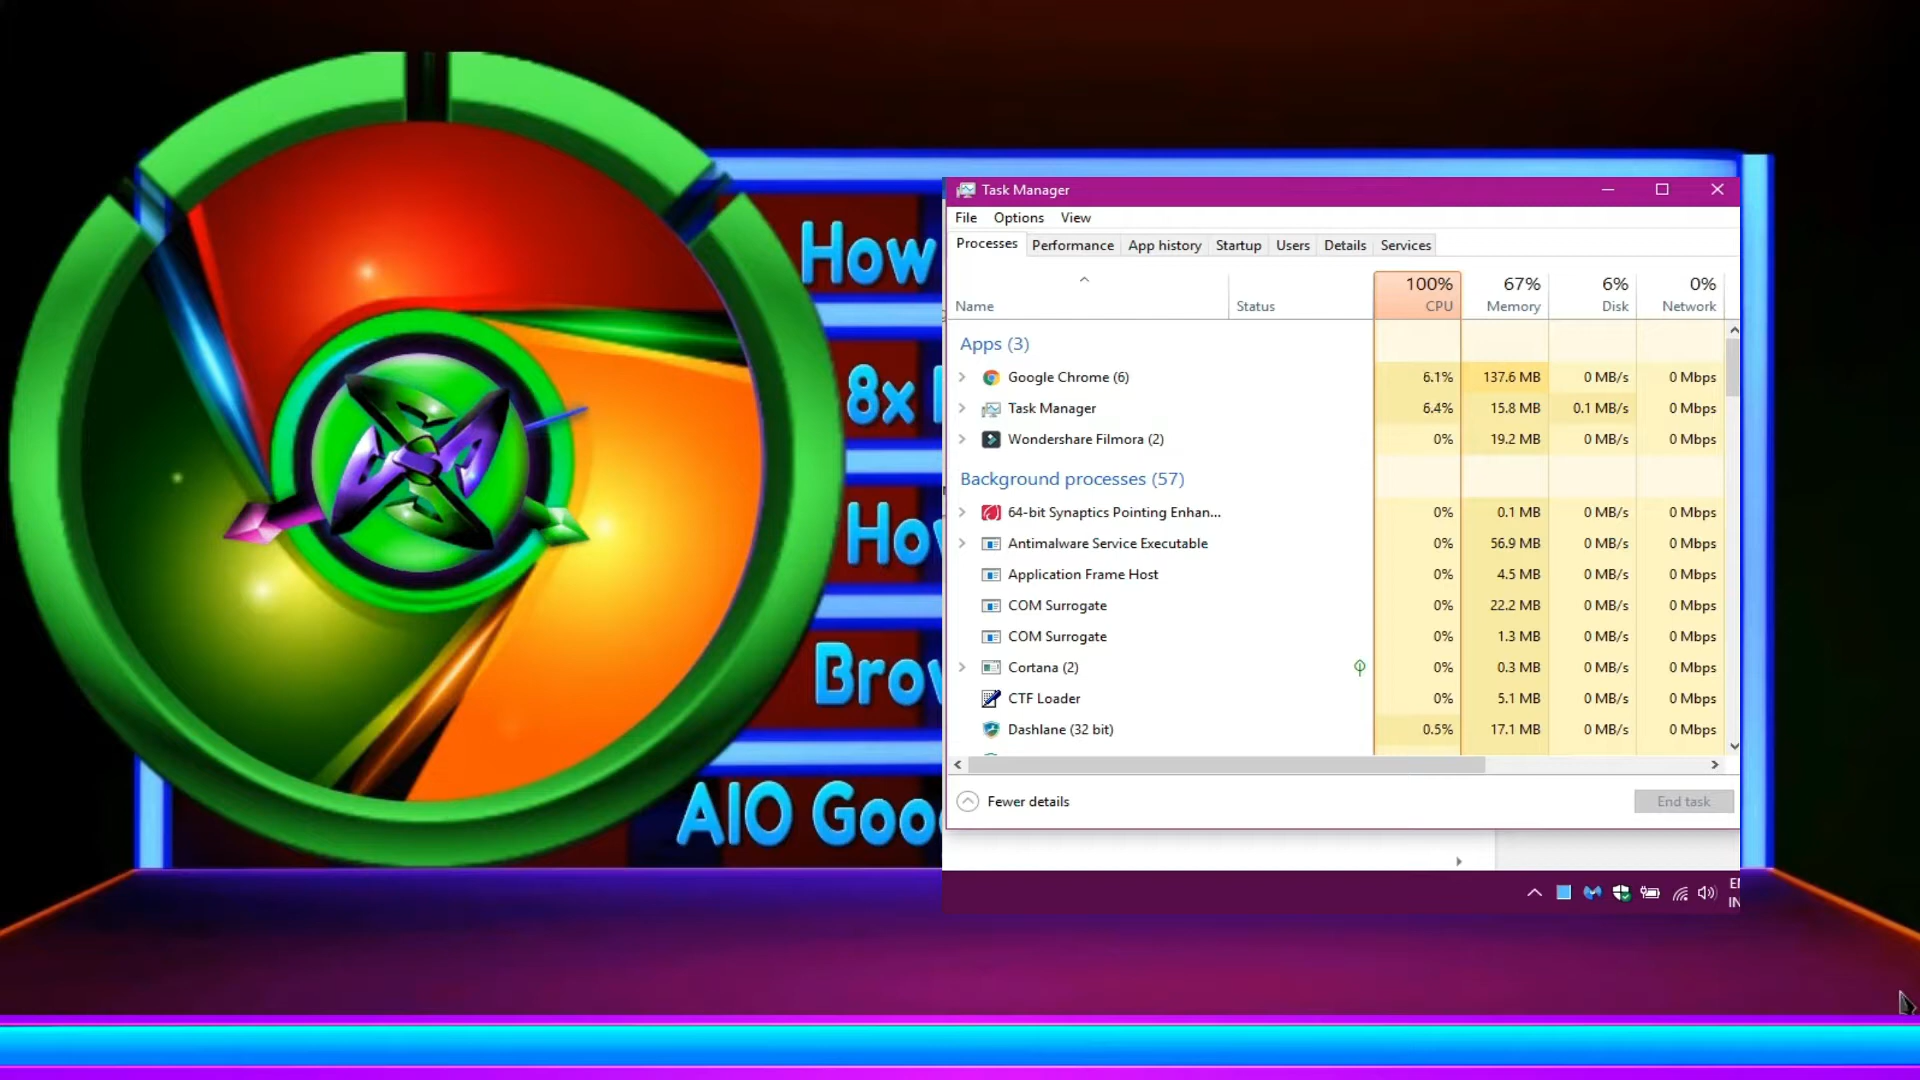 How
8x
How
Brow
AIO Goo
Task Manager
File Options View
Processes Performance App history Startup Users Details Services
100% 67% 6% 0%
Name Status CPU Memory Disk Network
Apps (3)
Google Chrome (6) 6.1% 137.6 MB 0 MB/s 0 Mbps
Task Manager 6.4% 15.8 MB 0.1 MB/s 0 Mbps
Wondershare Filmora (2) 0% 19.2 MB 0 MB/s 0 Mbps
Background processes (57)
64-bit Synaptics Pointing Enhan... 0% 0.1 MB 0 MB/s 0 Mbps
Antimalware Service Executable 0% 56.9 MB 0 MB/s 0 Mbps
Application Frame Host 0% 4.5 MB 0 MB/s 0 Mbps
COM Surrogate 0% 22.2 MB 0 MB/s 0 Mbps
COM Surrogate 0% 1.3 MB 0 MB/s 0 Mbps
Cortana (2) 0% 0.3 MB 0 MB/s 0 Mbps
CTF Loader 0% 5.1 MB 0 MB/s 0 Mbps
Dashlane (32 bit) 0.5% 17.1 MB 0 MB/s 0 Mbps
Fewer details End task